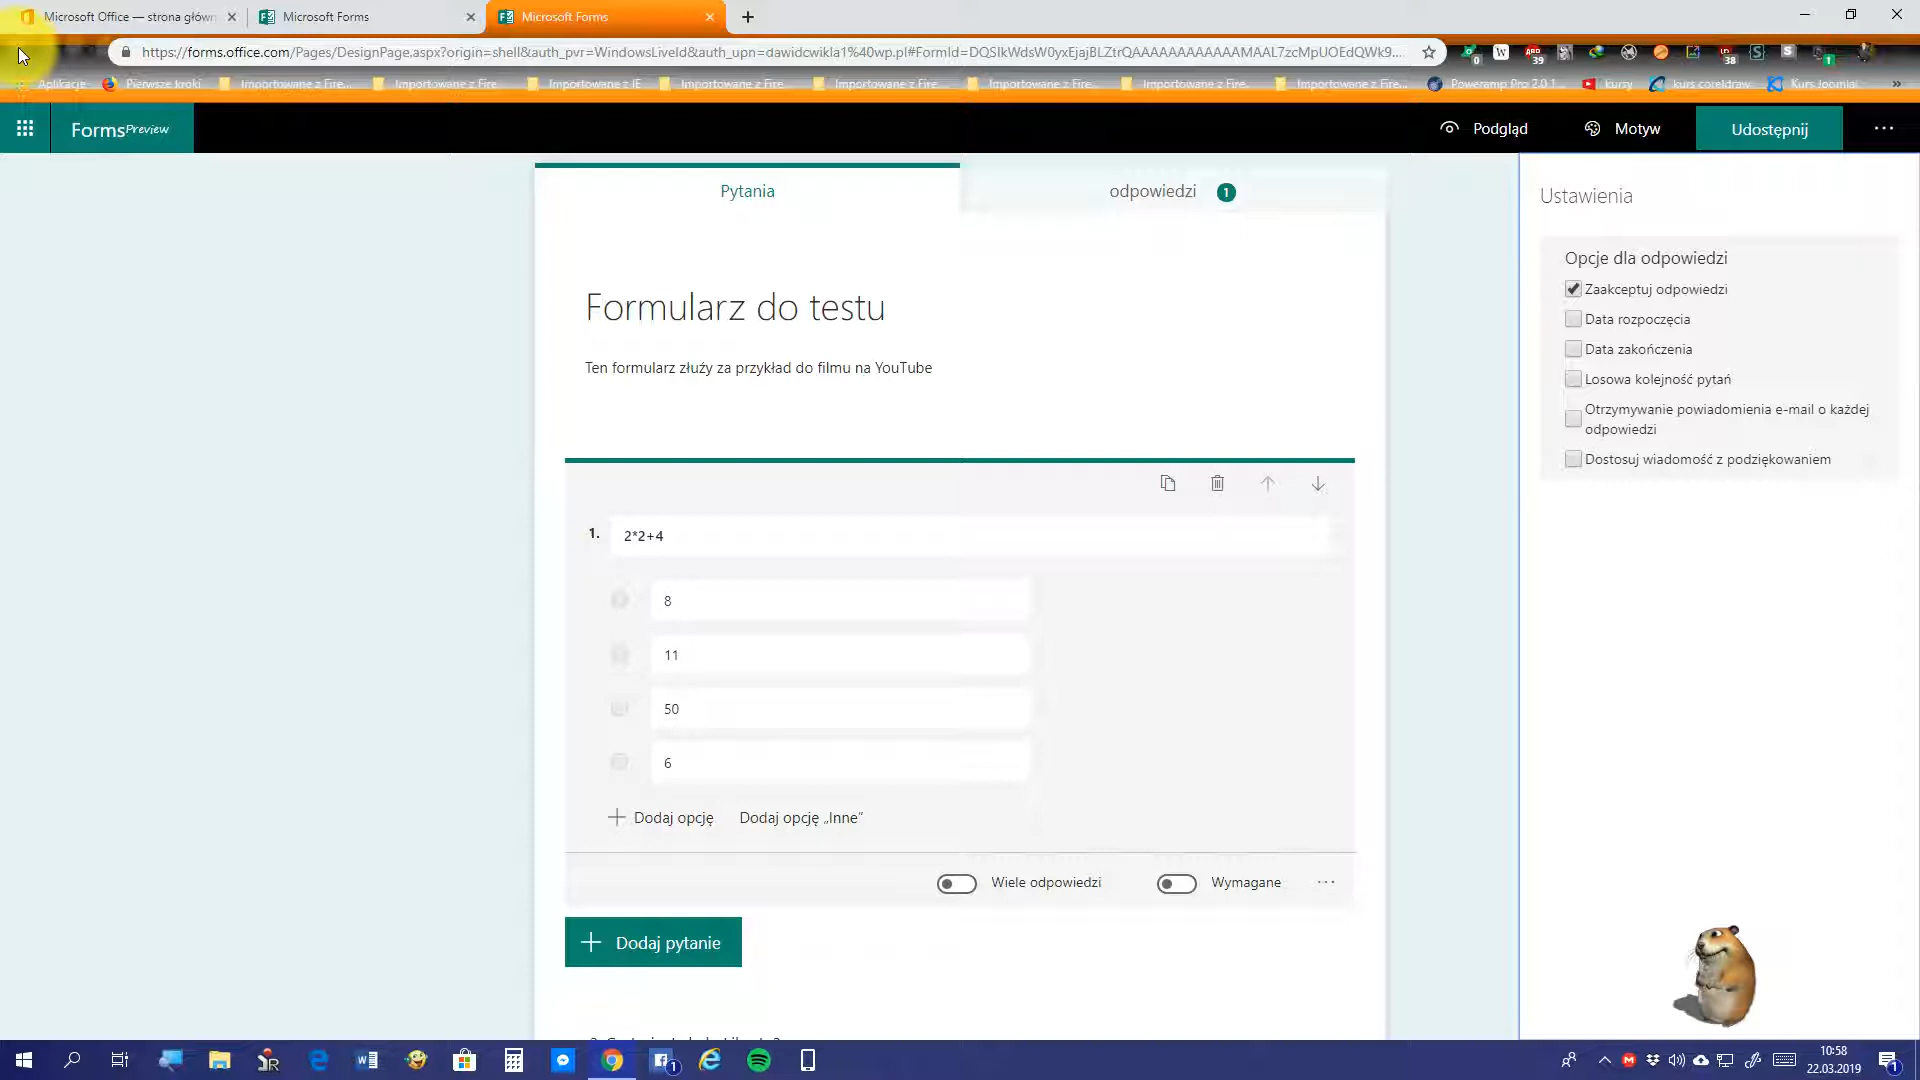 Microsoft Office — strona główn
Microsoft Forms
Microsoft Forms
https://forms.office.com/Pages/DesignPage.aspx?origin=shell&auth_pvr=WindowsLiveId&auth_upn=dawidcwikla1%40wp.pl#FormId=DQSIkWdsW0yxEjajBLZtrQAAAAAAAAAAAAMAAL7zcMpUOEdQWk9....
Aplikacje
Pierwsze kroki
Importowane z Fire...
Importowane z Fire
Importowane z IE
Importowane z Fire
Importowane z Fire...
Importowane z Fire...
Importowane z Fire...
Importowane z Fire...
Poweramp Pro 2.0.1
kursy
kurs coreldraw
Kurs Joomla!
»
Forms Preview
Podgląd
Motyw
Udostępnij
Pytania
odpowiedzi 1
Formularz do testu
Ten formularz złuży za przykład do filmu na YouTube
1. 2*2+4
8
11
50
6
Dodaj opcję
Dodaj opcję „Inne”
Wiele odpowiedzi
Wymagane
Dodaj pytanie
Ustawienia
Opcje dla odpowiedzi
Zaakceptuj odpowiedzi
Data rozpoczęcia
Data zakończenia
Losowa kolejność pytań
Otrzymywanie powiadomienia e-mail o każdej
odpowiedzi
Dostosuj wiadomość z podziękowaniem
10:58
22.03.2019